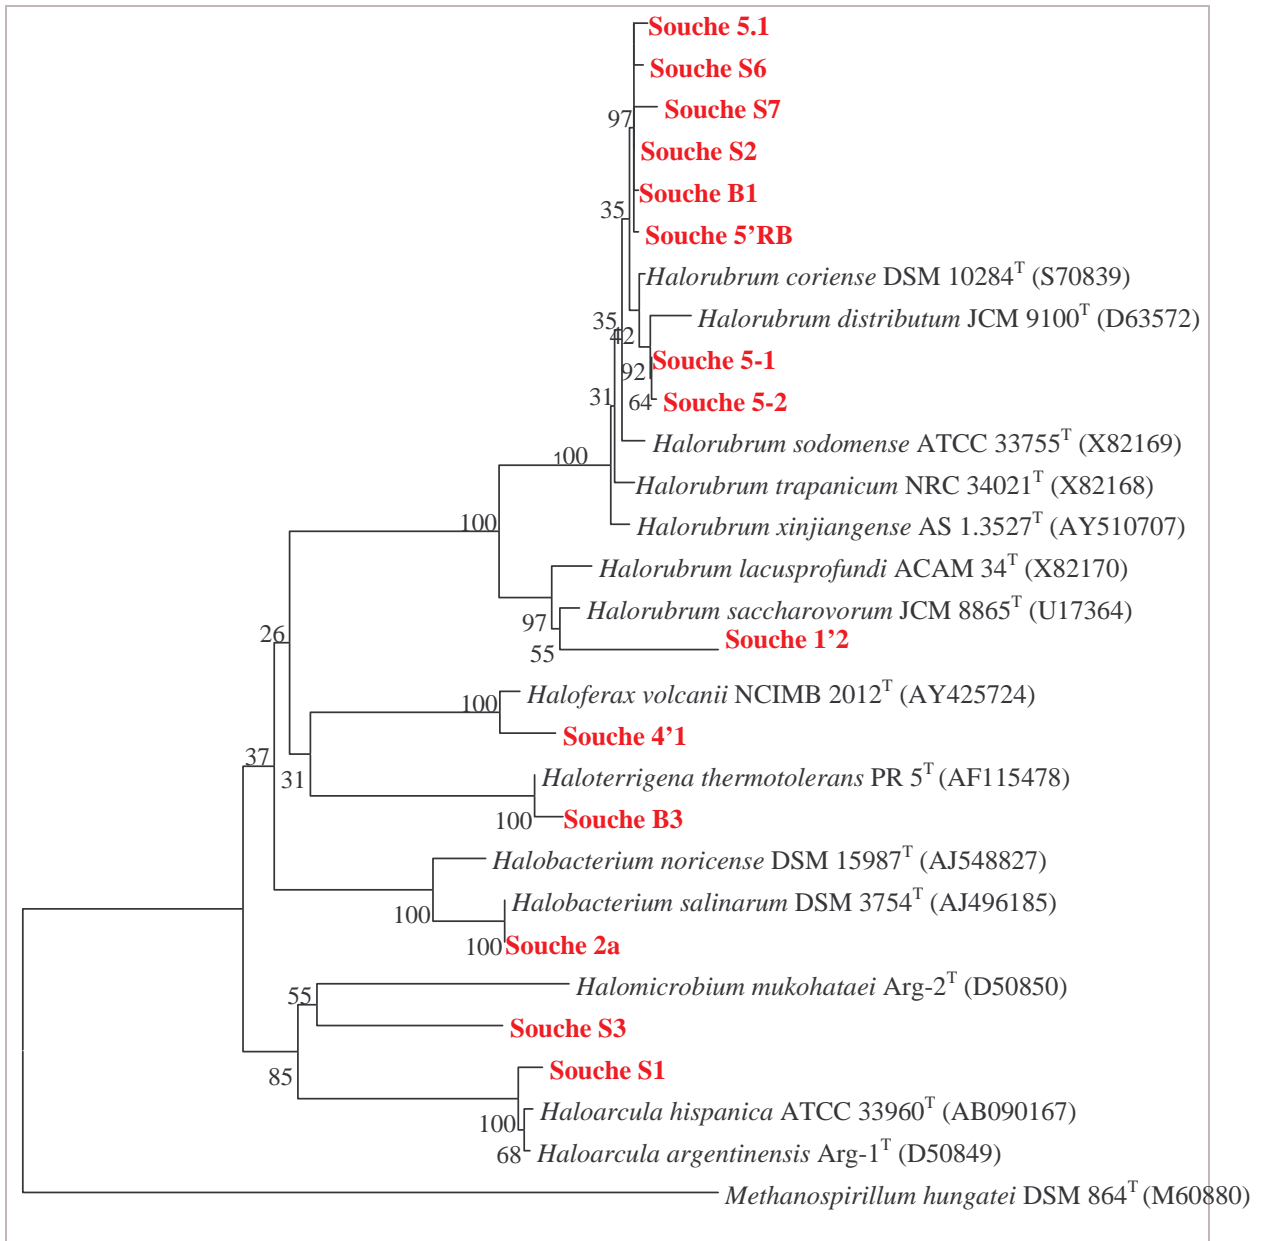 Souche 5.1
Souche S6
Souche S7
97
Souche S2
Souche B1
35
Souche 5’RB
Halorubrum coriense DSM 10284T (S70839)
Halorubrum distributum JCM 9100T (D63572)
35
42
Souche 5-1
92
Souche 5-2
64
31
Halorubrum sodomense ATCC 33755T (X82169)
100
Halorubrum trapanicum NRC 34021T (X82168)
100
Halorubrum xinjiangense AS 1.3527T (AY510707)
Halorubrum lacusprofundi ACAM 34T (X82170)
Halorubrum saccharovorum JCM 8865T (U17364)
97
26
Souche 1’2
55
Haloferax volcanii NCIMB 2012T (AY425724)
100
Souche 4’1
37
31
Haloterrigena thermotolerans PR 5T (AF115478)
100
Souche B3
Halobacterium noricense DSM 15987T (AJ548827)
Halobacterium salinarum DSM 3754T (AJ496185)
100
100
Souche 2a
Halomicrobium mukohataei Arg-2T (D50850)
55
Souche S3
Souche S1
85
Haloarcula hispanica ATCC 33960T (AB090167)
100
Haloarcula argentinensis Arg-1T (D50849)
68
Methanospirillum hungatei DSM 864T (M60880)